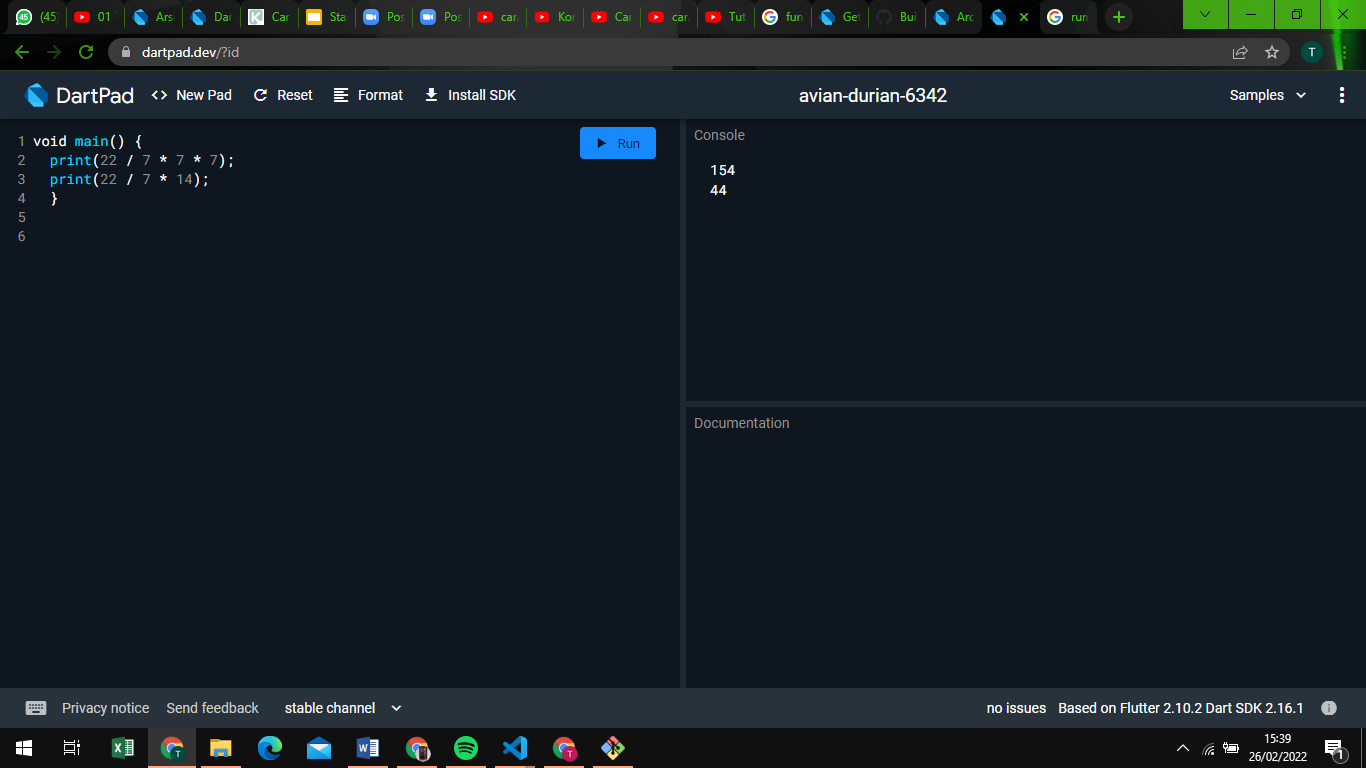 45 (45 01 Ars Dar Car Sta Pos Pos car Kor Car car Tut fun Get Bui Arc run
dartpad.dev/?id T
DartPad <> New Pad Reset Format Install SDK avian-durian-6342 Samples
1 void main() {
2 print(22 / 7 * 7 * 7);
3 print(22 / 7 * 14);
4 }
5
6
Run
Console
154
44
Documentation
Privacy notice Send feedback stable channel no issues Based on Flutter 2.10.2 Dart SDK 2.16.1
15:39
26/02/2022
1